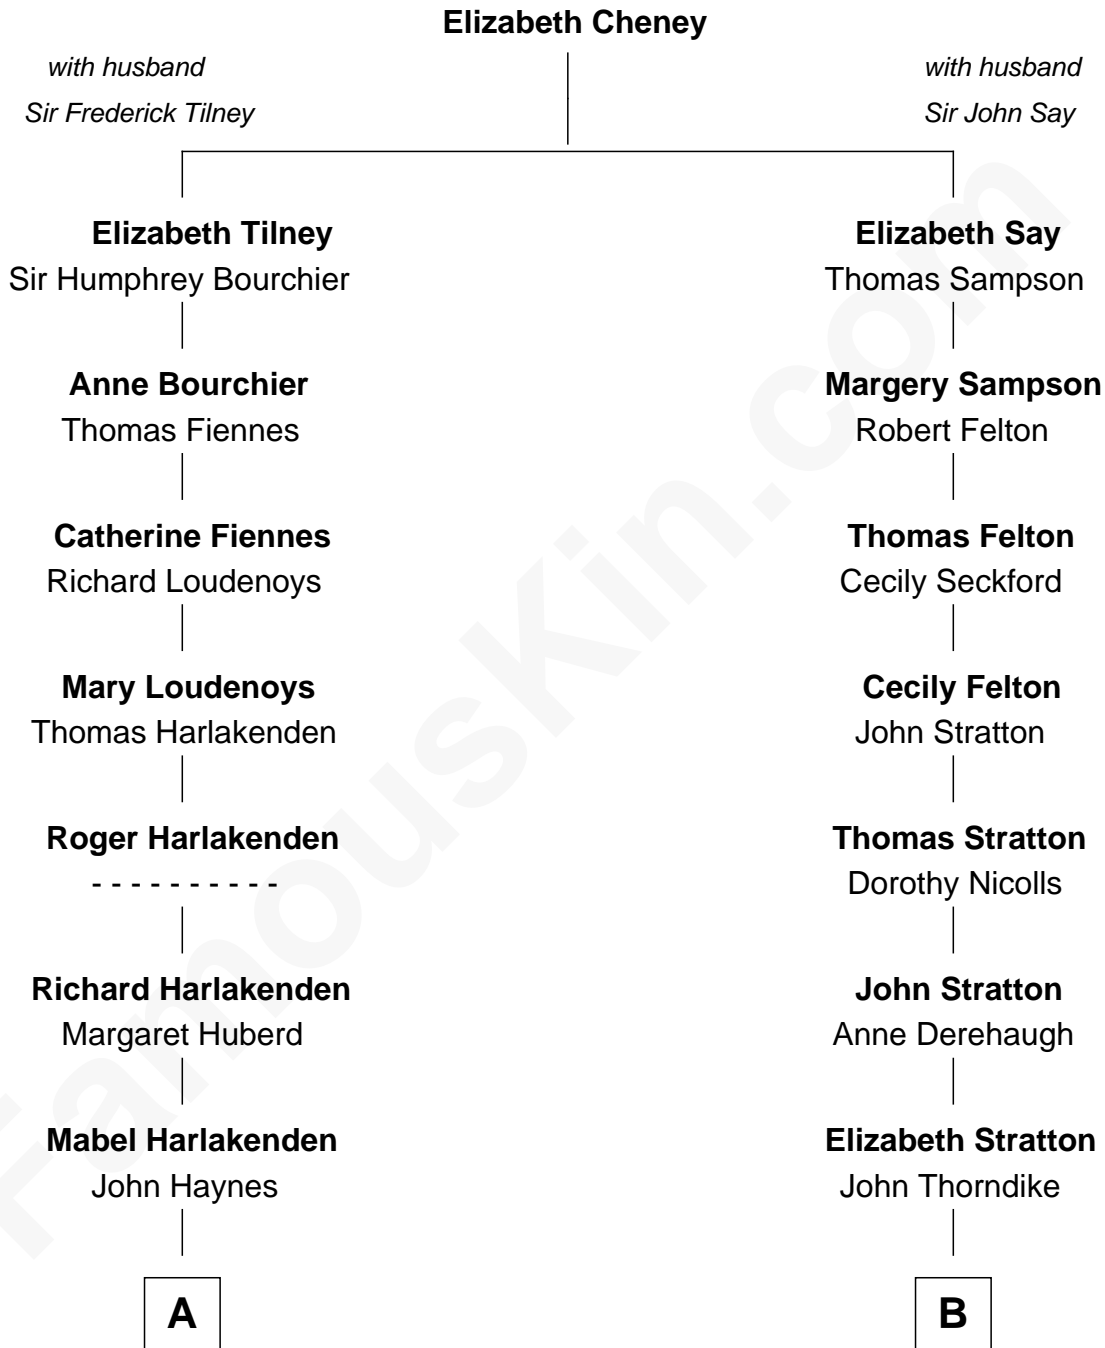 Elizabeth Cheney
with husband
Sir Frederick Tilney
with husband
Sir John Say
Elizabeth Tilney
Sir Humphrey Bourchier
Anne Bourchier
Thomas Fiennes
Catherine Fiennes
Richard Loudenoys
Mary Loudenoys
Thomas Harlakenden
Roger Harlakenden
- - - - - - - - - -
Richard Harlakenden
Margaret Huberd
Mabel Harlakenden
John Haynes
A
Elizabeth Say
Thomas Sampson
Margery Sampson
Robert Felton
Thomas Felton
Cecily Seckford
Cecily Felton
John Stratton
Thomas Stratton
Dorothy Nicolls
John Stratton
Anne Derehaugh
Elizabeth Stratton
John Thorndike
B
FamousKin.com